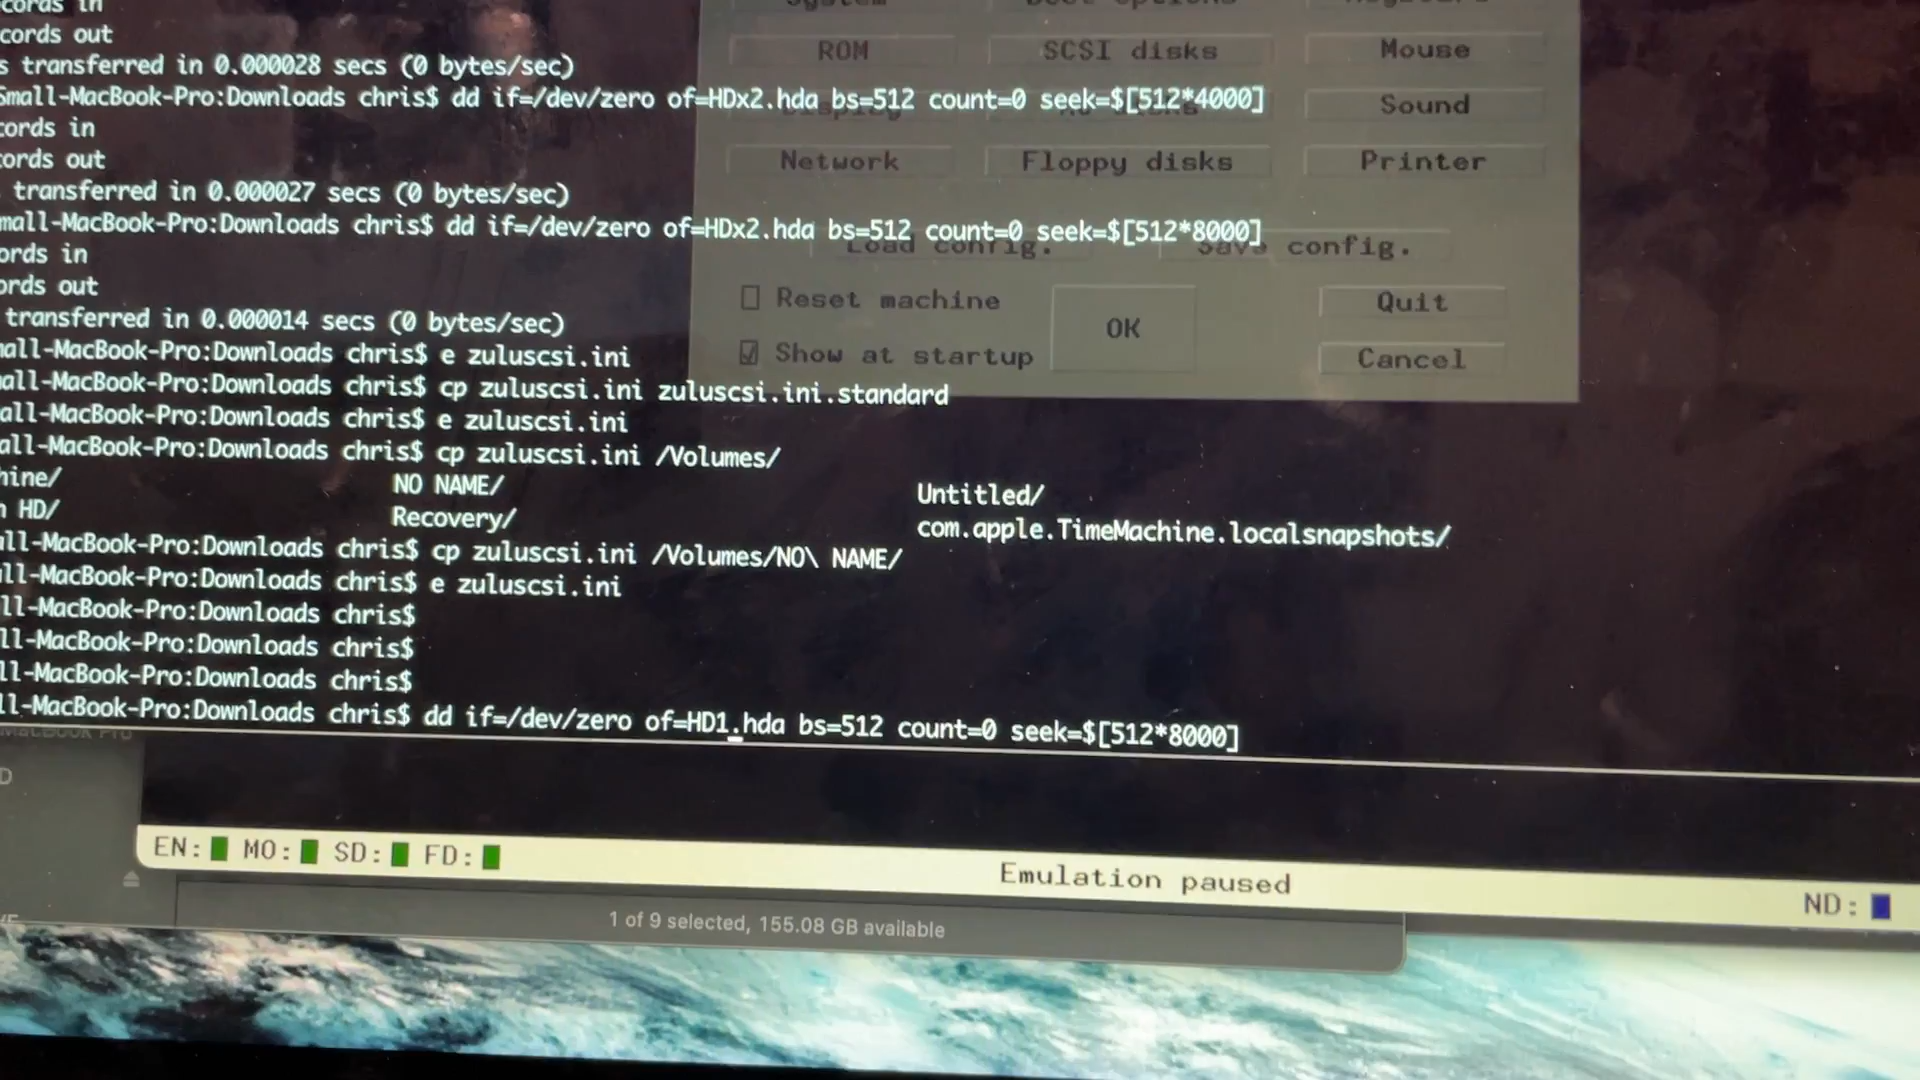 cords in
cords out
s transferred in 0.000028 secs (0 bytes/sec)
Small-MacBook-Pro:Downloads chris$ dd if=/dev/zero of=HDx2.hda bs=512 count=0 seek=$[512*4000]
cords in
cords out
transferred in 0.000027 secs (0 bytes/sec)
mall-MacBook-Pro:Downloads chris$ dd if=/dev/zero of=HDx2.hda bs=512 count=0 seek=$[512*8000]
ords in
ords out
transferred in 0.000014 secs (0 bytes/sec)
all-MacBook-Pro:Downloads chris$ e zuluscsi.ini
all-MacBook-Pro:Downloads chris$ cp zuluscsi.ini zuluscsi.ini.standard
all-MacBook-Pro:Downloads chris$ e zuluscsi.ini
all-MacBook-Pro:Downloads chris$ cp zuluscsi.ini /Volumes/
hine/ NO NAME/ Untitled/
HD/ Recovery/ com.apple.TimeMachine.localsnapshots/
ll-MacBook-Pro:Downloads chris$ cp zuluscsi.ini /Volumes/NO\ NAME/
ll-MacBook-Pro:Downloads chris$ e zuluscsi.ini
ll-MacBook-Pro:Downloads chris$
ll-MacBook-Pro:Downloads chris$
ll-MacBook-Pro:Downloads chris$
ll-MacBook-Pro:Downloads chris$ dd if=/dev/zero of=HD1.hda bs=512 count=0 seek=$[512*8000]
ROM SCSI disks Mouse
Sound
Network Floppy disks Printer
Load config. Save config.
Reset machine OK Quit
Show at startup Cancel
EN: MO: SD: FD: Emulation paused ND:
1 of 9 selected, 155.08 GB available